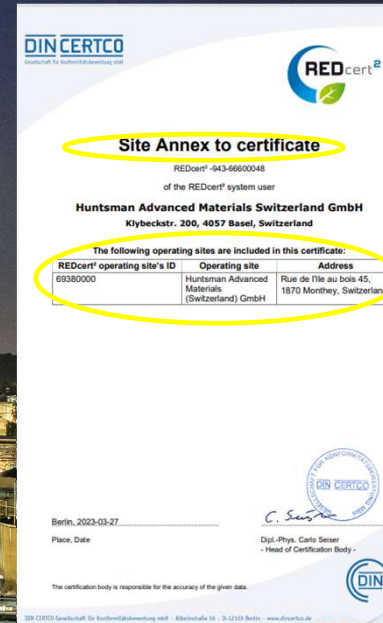 DIN CERTCO
Gesellschaft für Konformitätsbewertung mbH
REDcert²
Site Annex to certificate
REDcert² -943-66600048
of the REDcert² system user
Huntsman Advanced Materials Switzerland GmbH
Klybeckstr. 200, 4057 Basel, Switzerland
The following operating sites are included in this certificate:
REDcert² operating site's ID Operating site Address
69380000 Huntsman Advanced Rue de l'Ile au bois 45,
Materials 1870 Monthey, Switzerlan
(Switzerland) GmbH
DIN CERTCO
Berlin, 2023-03-27
Place, Date Dipl.-Phys. Carlo Seiser
- Head of Certification Body -
The certification body is responsible for the accuracy of the given data.
DIN
DIN CERTCO Gesellschaft für Konformitätsbewertung mbH - Alboinstraße 56 - D-12103 Berlin - www.dincertco.de